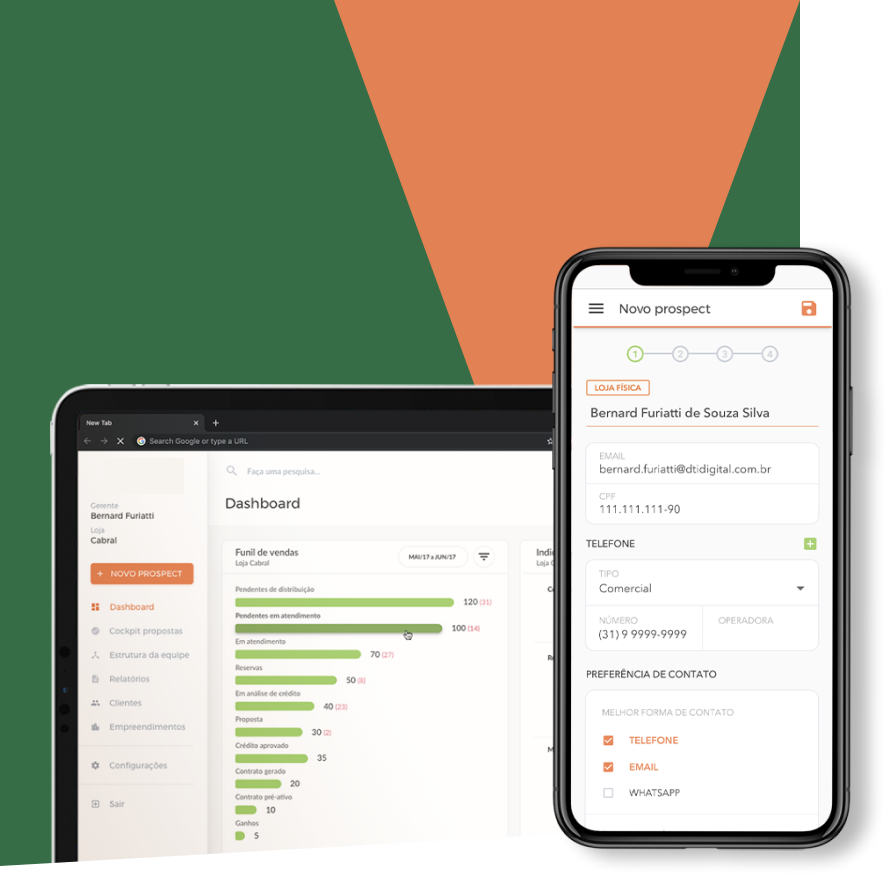 New Tab
Search Google or type a URL
Gerente
Bernard Furiatti
Loja
Cabral
+ NOVO PROSPECT
Dashboard
Cockpit propostas
Estrutura da equipe
Relatórios
Clientes
Empreendimentos
Configurações
Sair
Faça uma pesquisa...
Dashboard
Funil de vendas
Loja Cabral
MAI/17 a JUN/17
Pendentes de distribuição
120 (31)
Pendentes em atendimento
100 (14)
Em atendimento
70 (27)
Reservas
50 (8)
Em análise de crédito
40 (23)
Proposta
30 (2)
Crédito aprovado
35
Contrato gerado
20
Contrato pré-ativo
10
Ganhos
5
Novo prospect
1 2 3 4
LOJA FÍSICA
Bernard Furiatti de Souza Silva
EMAIL
bernard.furiatti@dtidigital.com.br
CPF
111.111.111-90
TELEFONE
TIPO
Comercial
NÚMERO OPERADORA
(31) 9 9999-9999
PREFERÊNCIA DE CONTATO
MELHOR FORMA DE CONTATO
TELEFONE
EMAIL
WHATSAPP